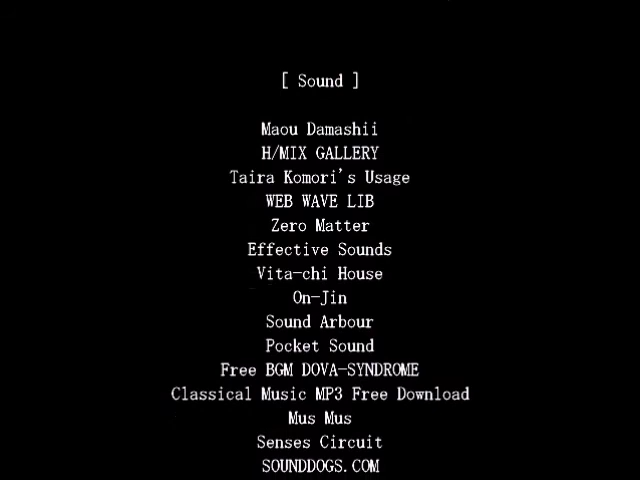 [ Sound ]
Maou Damashii
H/MIX GALLERY
Taira Komori's Usage
WEB WAVE LIB
Zero Matter
Effective Sounds
Vita-chi House
On-Jin
Sound Arbour
Pocket Sound
Free BGM DOVA-SYNDROME
Classical Music MP3 Free Download
Mus Mus
Senses Circuit
SOUNDDOGS.COM